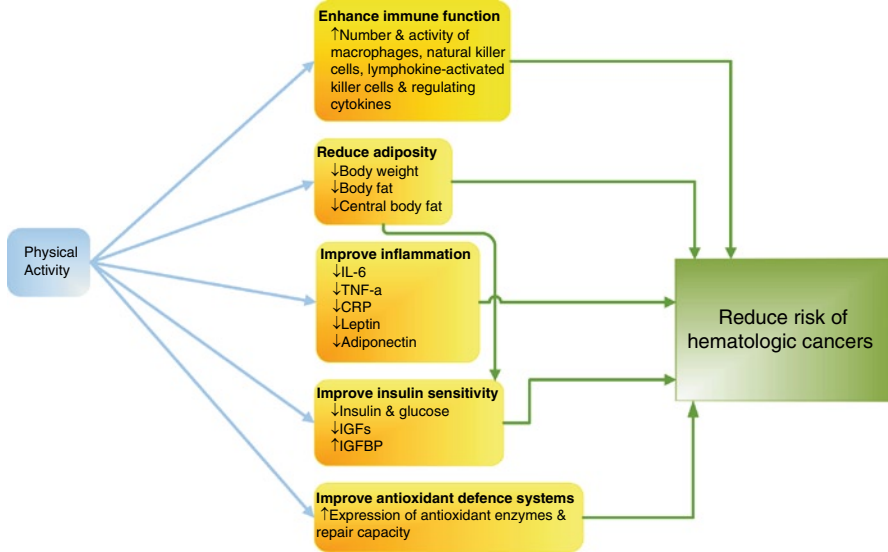 Physical
Activity
Enhance immune function
↑Number & activity of
macrophages, natural killer
cells, lymphokine-activated
killer cells & regulating
cytokines
Reduce adiposity
↓Body weight
↓Body fat
↓Central body fat
Improve inflammation
↓IL-6
↓TNF-a
↓CRP
↓Leptin
↓Adiponectin
Improve insulin sensitivity
↓Insulin & glucose
↓IGFs
↑IGFBP
Improve antioxidant defence systems
↑Expression of antioxidant enzymes &
repair capacity
Reduce risk of
hematologic cancers